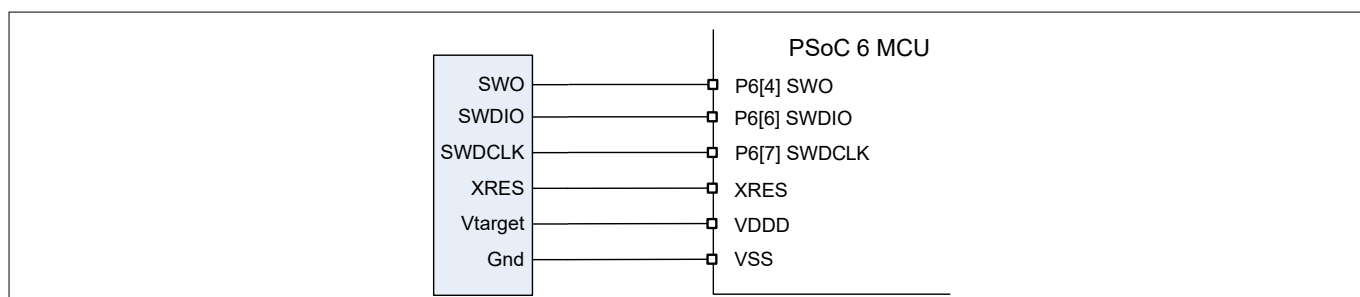 PSoC 6 MCU
SWO P6[4] SWO
SWDIO P6[6] SWDIO
SWDCLK P6[7] SWDCLK
XRES XRES
Vtarget VDDD
Gnd VSS